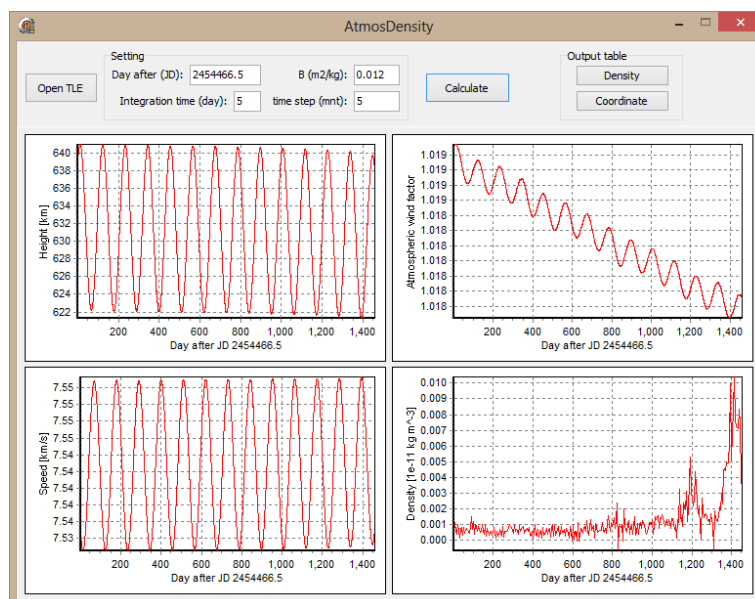 AtmosDensity
Setting
Day after (JD): 2454466.5 B (m2/kg): 0.012
Open TLE
Integration time (day): 5 time step (mnt): 5
Calculate
Output table
Density
Coordinate
Height [km]
640
638
636
634
632
630
628
626
624
622
200 400 600 800 1,000 1,200 1,400
Day after JD 2454466.5
Atmospheric wind factor
1.019
1.019
1.019
1.019
1.018
1.018
1.018
1.018
1.018
1.018
200 400 600 800 1,000 1,200 1,400
Day after JD 2454466.5
Speed [km/s]
7.55
7.55
7.55
7.55
7.54
7.54
7.54
7.54
7.53
200 400 600 800 1,000 1,200 1,400
Day after JD 2454466.5
Density [1e-11 kg m^-3]
0.010
0.009
0.008
0.007
0.005
0.004
0.003
0.002
0.001
0.000
200 400 600 800 1,000 1,200 1,400
Day after JD 2454466.5